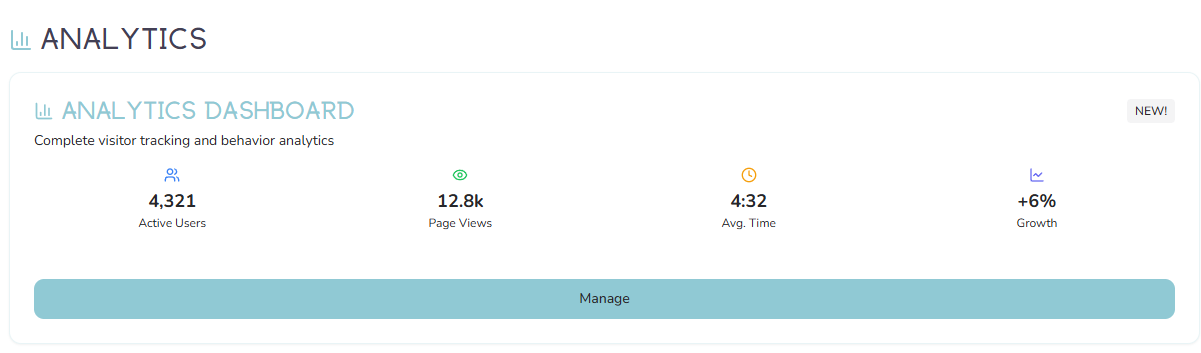 ANALYTICS
ANALYTICS DASHBOARD
NEW!
Complete visitor tracking and behavior analytics
4,321
12.8k
4:32
+6%
Active Users
Page Views
Avg. Time
Growth
Manage